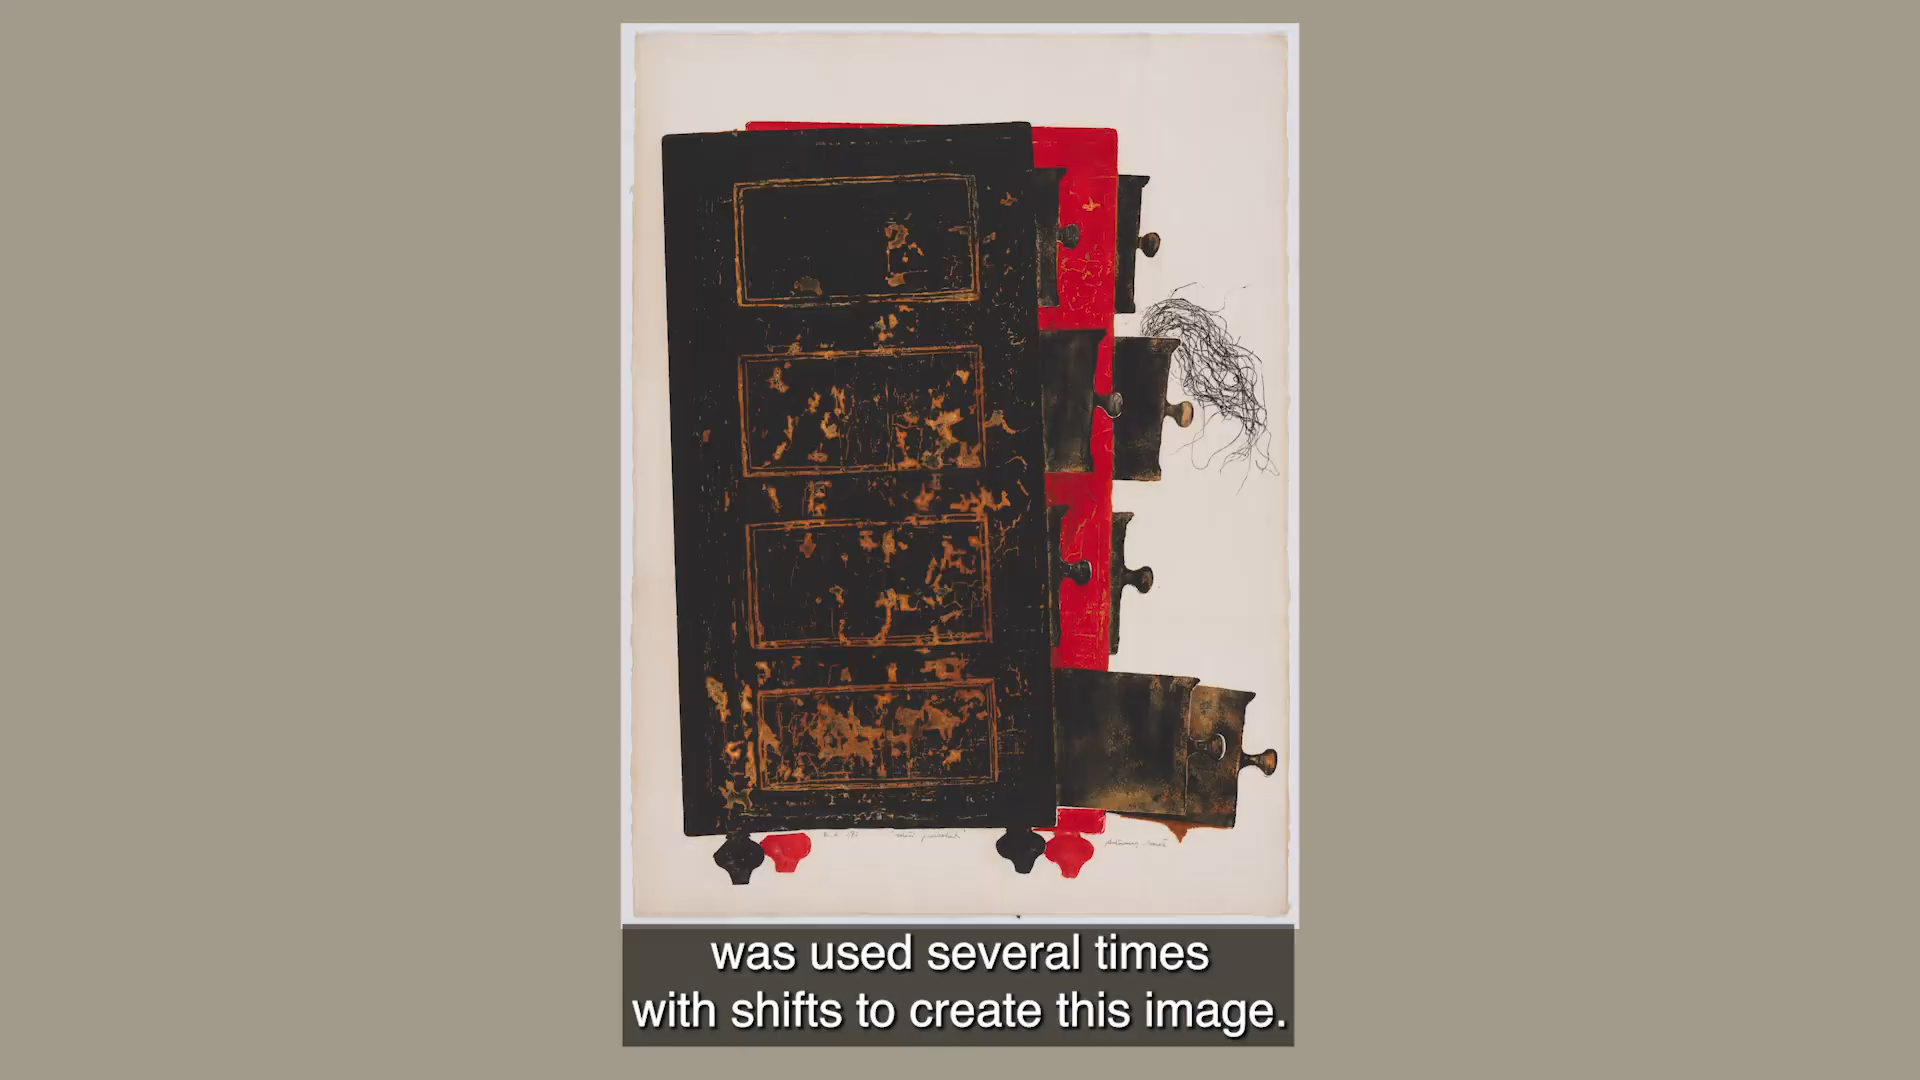 was used several times
with shifts to create this image.